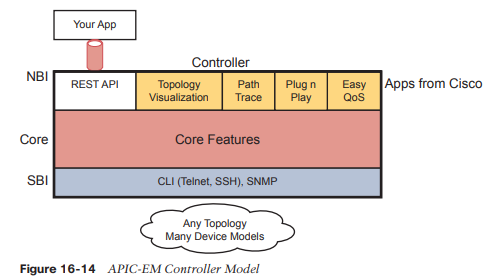 Your App
Controller
NBI
REST API
Topology
Visualization
Path
Trace
Plug n
Play
Easy
QoS
Apps from Cisco
Core
Core Features
SBI
CLI (Telnet, SSH), SNMP
Any Topology
Many Device Models
Figure 16-14 APIC-EM Controller Model